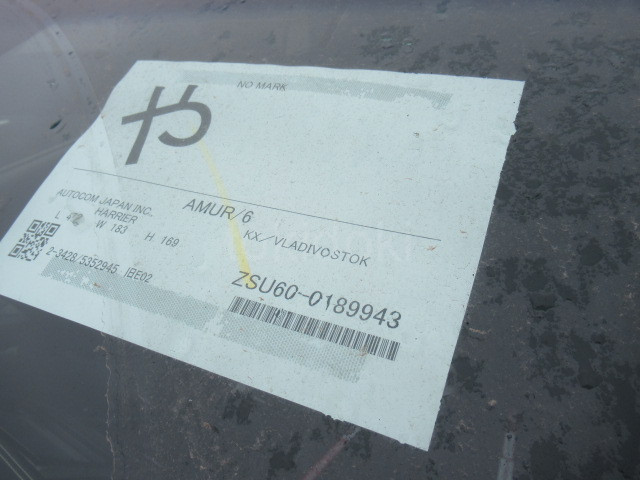 NO MARK
や
AMUR/6
KX/VLADIVOSTOK
AUTOCOM JAPAN INC.
HARRIER
L W 183 H 169
2-3428/5352945 IBE02
ZSU60-0189943